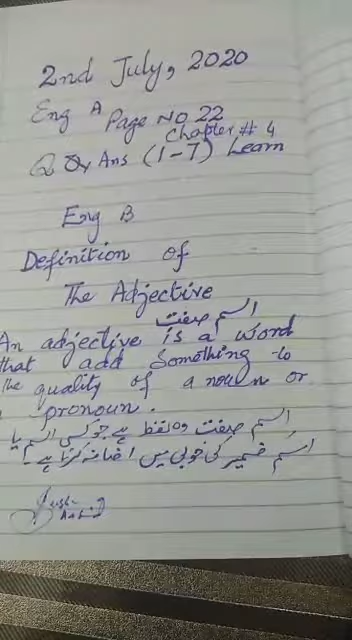 2nd July, 2020
Eng A Page No 22
Chapter # 4
Q & Ans (1-7) Learn
Eng B
Definition of
The Adjective
اسم صفت
An adjective is a word
that add something to
the quality of a noun or
pronoun.
اسم صفت وہ لفظ ہے جو کسی اسم یا
اسم ضمیر کی خوبی میں اضافہ کرتا ہے۔